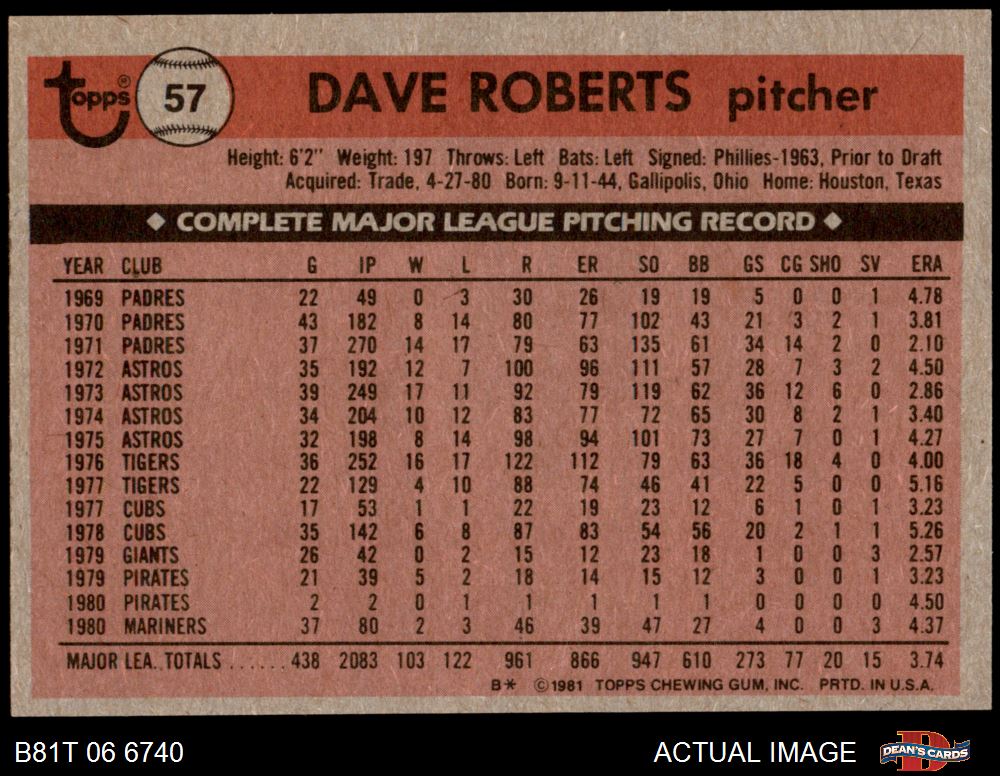 Topps® 57 DAVE ROBERTS pitcher
Height: 6'2" Weight: 197 Throws: Left Bats: Left Signed: Phillies-1963, Prior to Draft
Acquired: Trade, 4-27-80 Born: 9-11-44, Gallipolis, Ohio Home: Houston, Texas
◆ COMPLETE MAJOR LEAGUE PITCHING RECORD ◆
YEAR CLUB G IP W L R ER SO BB GS CG SHO SV ERA
1969 PADRES 22 49 0 3 30 26 19 19 5 0 0 1 4.78
1970 PADRES 43 182 8 14 80 77 102 43 21 3 2 1 3.81
1971 PADRES 37 270 14 17 79 63 135 61 34 14 2 0 2.10
1972 ASTROS 35 192 12 7 100 96 111 57 28 7 3 2 4.50
1973 ASTROS 39 249 17 11 92 79 119 62 36 12 6 0 2.86
1974 ASTROS 34 204 10 12 83 77 72 65 30 8 2 1 3.40
1975 ASTROS 32 198 8 14 98 94 101 73 27 7 0 1 4.27
1976 TIGERS 36 252 16 17 122 112 79 63 36 18 4 0 4.00
1977 TIGERS 22 129 4 10 88 74 46 41 22 5 0 0 5.16
1977 CUBS 17 53 1 1 22 19 23 12 6 1 0 1 3.23
1978 CUBS 35 142 6 8 87 83 54 56 20 2 1 1 5.26
1979 GIANTS 26 42 0 2 15 12 23 18 1 0 0 3 2.57
1979 PIRATES 21 39 5 2 18 14 15 12 3 0 0 1 3.23
1980 PIRATES 2 2 0 1 1 1 1 1 0 0 0 0 4.50
1980 MARINERS 37 80 2 3 46 39 47 27 4 0 0 3 4.37
MAJOR LEA. TOTALS ...... 438 2083 103 122 961 866 947 610 273 77 20 15 3.74
B* ©1981 TOPPS CHEWING GUM, INC. PRTD. IN U.S.A.
B81T 06 6740 ACTUAL IMAGE DEAN'S CARDS